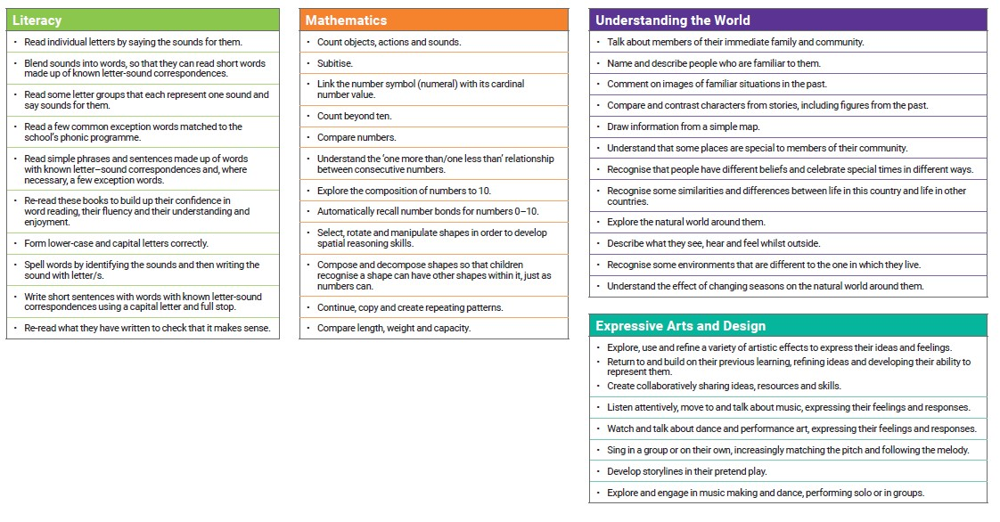 Literacy
• Read individual letters by saying the sounds for them.
• Blend sounds into words, so that they can read short words
made up of known letter-sound correspondences.
• Read some letter groups that each represent one sound and
say sounds for them.
• Read a few common exception words matched to the
school's phonic programme.
• Read simple phrases and sentences made up of words
with known letter–sound correspondences and, where
necessary, a few exception words.
• Re-read these books to build up their confidence in
word reading, their fluency and their understanding and
enjoyment.
• Form lower-case and capital letters correctly.
• Spell words by identifying the sounds and then writing the
sound with letter/s.
• Write short sentences with words with known letter-sound
correspondences using a capital letter and full stop.
• Re-read what they have written to check that it makes sense.
Mathematics
• Count objects, actions and sounds.
• Subitise.
• Link the number symbol (numeral) with its cardinal
number value.
• Count beyond ten.
• Compare numbers.
• Understand the ‘one more than/one less than’ relationship
between consecutive numbers.
• Explore the composition of numbers to 10.
• Automatically recall number bonds for numbers 0–10.
• Select, rotate and manipulate shapes in order to develop
spatial reasoning skills.
• Compose and decompose shapes so that children
recognise a shape can have other shapes within it, just as
numbers can.
• Continue, copy and create repeating patterns.
• Compare length, weight and capacity.
Understanding the World
• Talk about members of their immediate family and community.
• Name and describe people who are familiar to them.
• Comment on images of familiar situations in the past.
• Compare and contrast characters from stories, including figures from the past.
• Draw information from a simple map.
• Understand that some places are special to members of their community.
• Recognise that people have different beliefs and celebrate special times in different ways.
• Recognise some similarities and differences between life in this country and life in other
countries.
• Explore the natural world around them.
• Describe what they see, hear and feel whilst outside.
• Recognise some environments that are different to the one in which they live.
• Understand the effect of changing seasons on the natural world around them.
Expressive Arts and Design
• Explore, use and refine a variety of artistic effects to express their ideas and feelings.
• Return to and build on their previous learning, refining ideas and developing their ability to
represent them.
• Create collaboratively sharing ideas, resources and skills.
• Listen attentively, move to and talk about music, expressing their feelings and responses.
• Watch and talk about dance and performance art, expressing their feelings and responses.
• Sing in a group or on their own, increasingly matching the pitch and following the melody.
• Develop storylines in their pretend play.
• Explore and engage in music making and dance, performing solo or in groups.